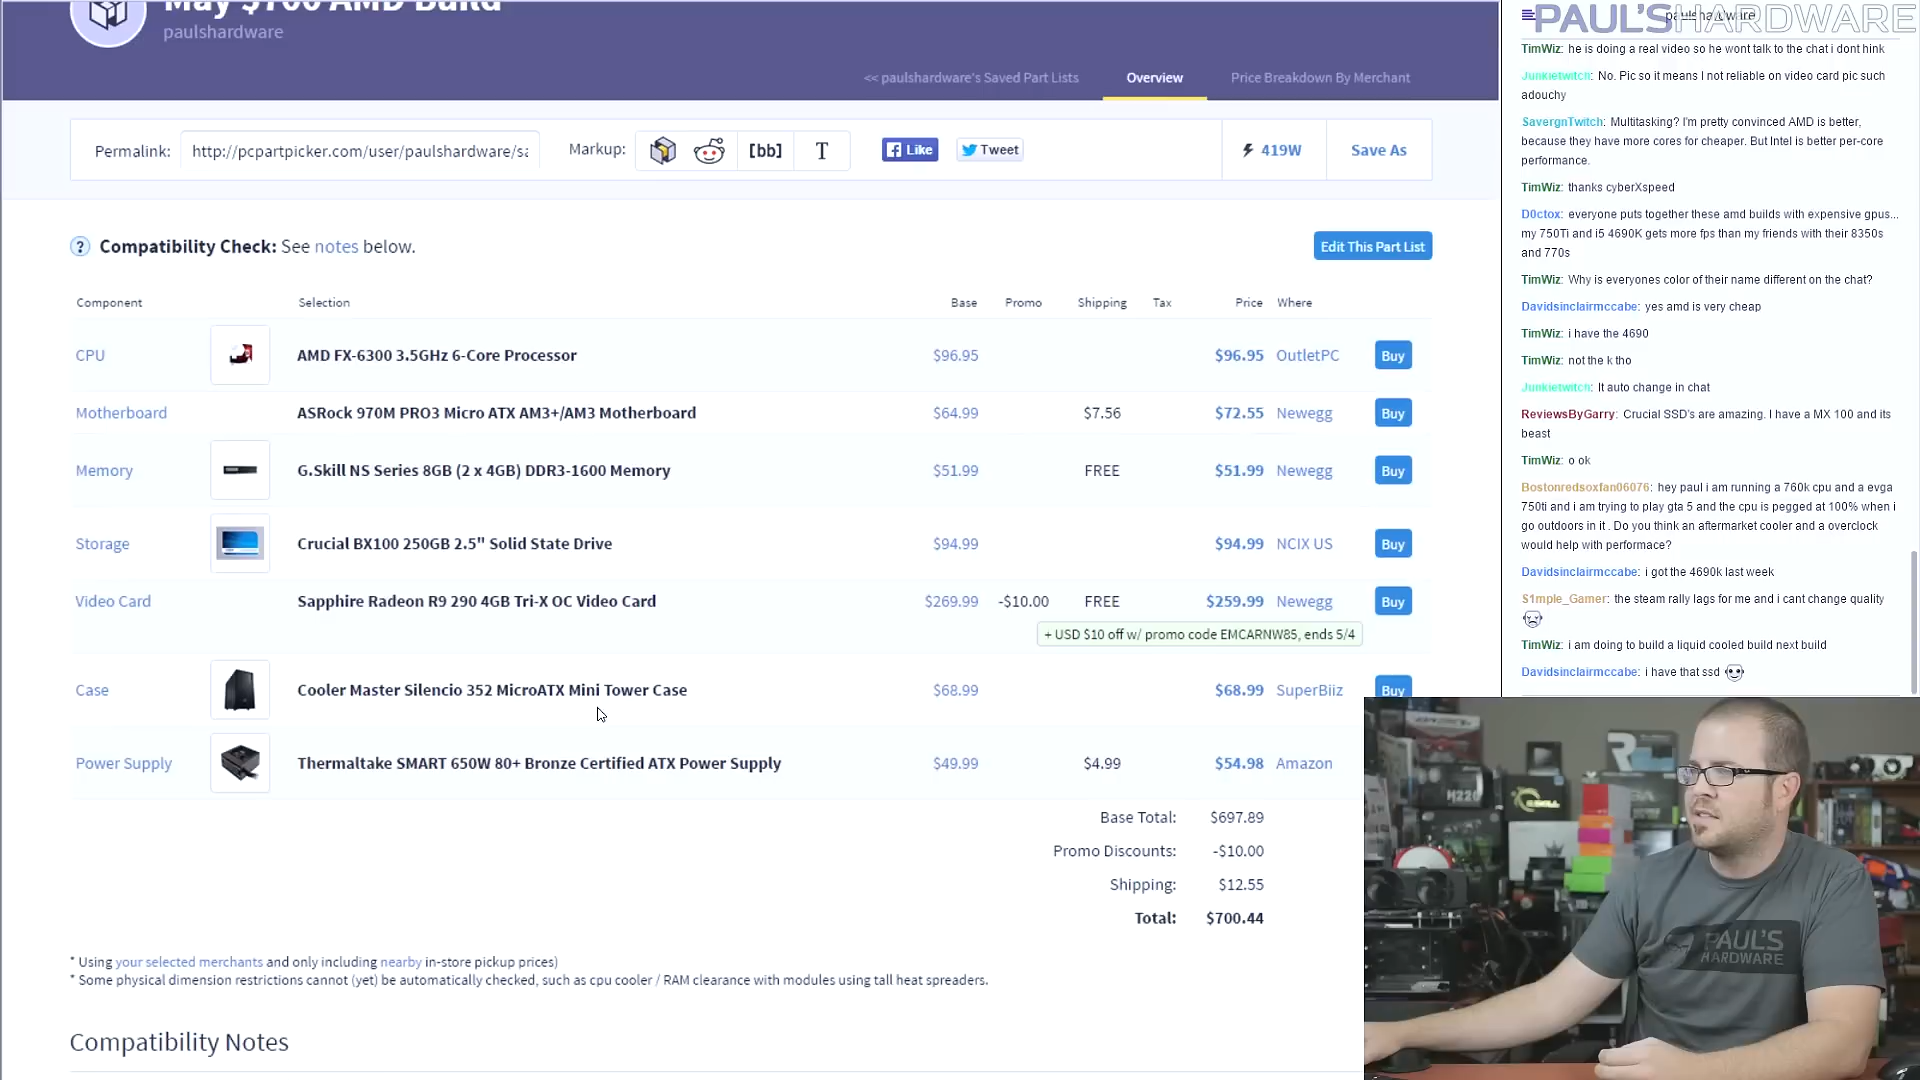 May $700 AMD Build
paulshardware
<< paulshardware's Saved Part Lists
Overview
Price Breakdown By Merchant
Permalink: http://pcpartpicker.com/user/paulshardware/sa
Markup:
[bb]
T
Like
Tweet
419W
Save As
? Compatibility Check: See notes below.
Edit This Part List
Component Selection Base Promo Shipping Tax Price Where
CPU AMD FX-6300 3.5GHz 6-Core Processor $96.95 $96.95 OutletPC Buy
Motherboard ASRock 970M PRO3 Micro ATX AM3+/AM3 Motherboard $64.99 $7.56 $72.55 Newegg Buy
Memory G.Skill NS Series 8GB (2 x 4GB) DDR3-1600 Memory $51.99 FREE $51.99 Newegg Buy
Storage Crucial BX100 250GB 2.5" Solid State Drive $94.99 $94.99 NCIX US Buy
Video Card Sapphire Radeon R9 290 4GB Tri-X OC Video Card $269.99 -$10.00 FREE $259.99 Newegg Buy
+ USD $10 off w/ promo code EMCARNW85, ends 5/4
Case Cooler Master Silencio 352 MicroATX Mini Tower Case $68.99 $68.99 SuperBiiz Buy
Power Supply Thermaltake SMART 650W 80+ Bronze Certified ATX Power Supply $49.99 $4.99 $54.98 Amazon
Base Total: $697.89
Promo Discounts: -$10.00
Shipping: $12.55
Total: $700.44
* Using your selected merchants and only including nearby in-store pickup prices)
* Some physical dimension restrictions cannot (yet) be automatically checked, such as cpu cooler / RAM clearance with modules using tall heat spreaders.
Compatibility Notes
PAUL'SHARDWARE
paulshardware
TimWiz: he is doing a real video so he wont talk to the chat i dont hink
Junkietwitch: No. Pic so it means I not reliable on video card pic such
adouchy
SavergnTwitch: Multitasking? I'm pretty convinced AMD is better,
because they have more cores for cheaper. But Intel is better per-core
performance.
TimWiz: thanks cyberXspeed
D0ctox: everyone puts together these amd builds with expensive gpus...
my 750Ti and i5 4690K gets more fps than my friends with their 8350s
and 770s
TimWiz: Why is everyones color of their name different on the chat?
Davidsinclairmccabe: yes amd is very cheap
TimWiz: i have the 4690
TimWiz: not the k tho
Junkietwitch: It auto change in chat
ReviewsByGarry: Crucial SSD's are amazing. I have a MX 100 and its
beast
TimWiz: o ok
Bostonredsoxfan06076: hey paul i am running a 760k cpu and a evga
750ti and i am trying to play gta 5 and the cpu is pegged at 100% when i
go outdoors in it . Do you think an aftermarket cooler and a overclock
would help with performace?
Davidsinclairmccabe: i got the 4690k last week
S1mple_Gamer: the steam rally lags for me and i cant change quality
TimWiz: i am doing to build a liquid cooled build next build
Davidsinclairmccabe: i have that ssd
H220
PAUL'S
HARDWARE